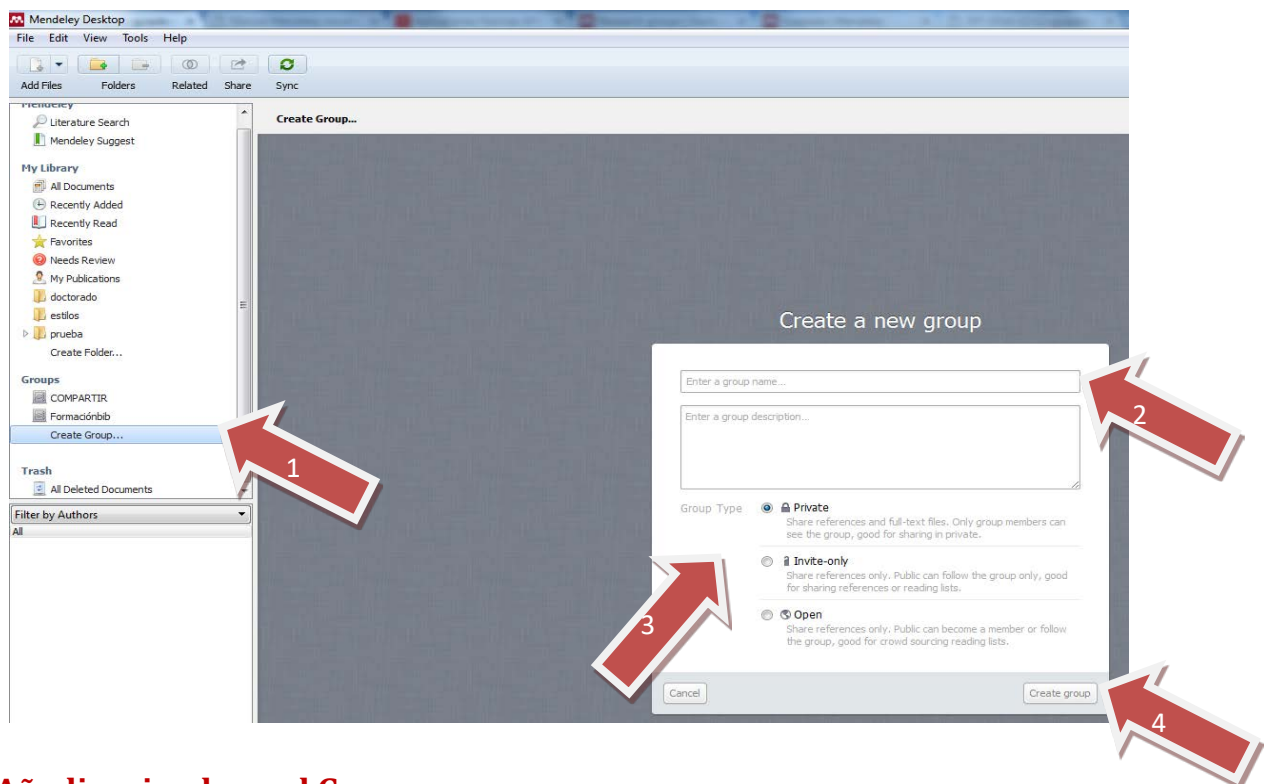 Mendeley Desktop
File Edit View Tools Help
Add Files Folders Related Share Sync
Mendeley
Literature Search
Mendeley Suggest
My Library
All Documents
Recently Added
Recently Read
Favorites
Needs Review
My Publications
doctorado
estilos
prueba
Create Folder...
Groups
COMPARTIR
Formaciónbib
Create Group...
Trash
All Deleted Documents
Filter by Authors
All
Create Group...
Create a new group
Enter a group name...
Enter a group description...
Group Type
Private
Share references and full-text files. Only group members can
see the group, good for sharing in private.
Invite-only
Share references only. Public can follow the group only, good
for sharing references or reading lists.
Open
Share references only. Public can become a member or follow
the group, good for crowd sourcing reading lists.
Cancel
Create group
1
2
3
4